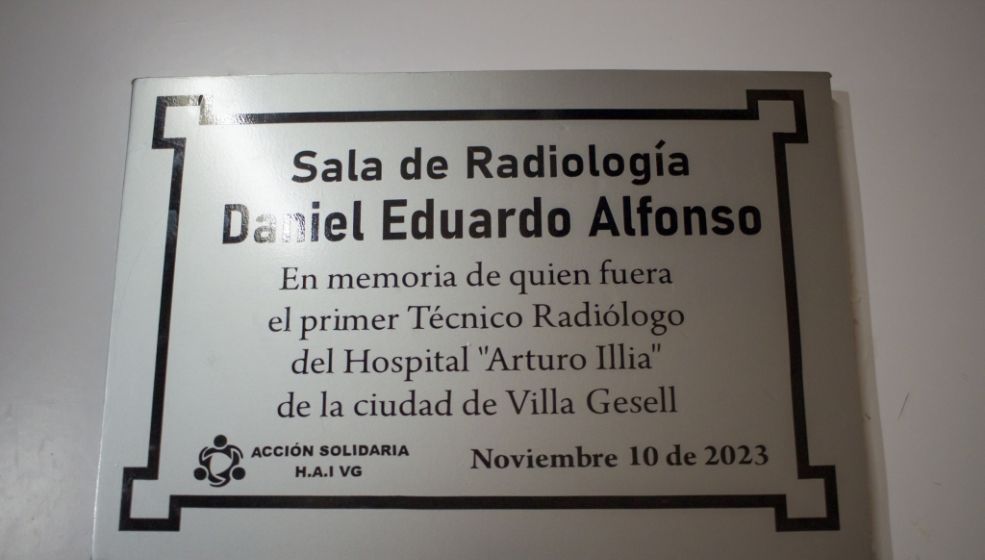 Sala de Radiología
Daniel Eduardo Alfonso
En memoria de quien fuera
el primer Técnico Radiólogo
del Hospital "Arturo Illia"
de la ciudad de Villa Gesell
ACCIÓN SOLIDARIA
H.A.I VG
Noviembre 10 de 2023